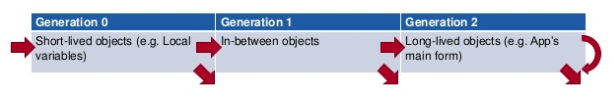 Generation 0
Generation 1
Generation 2
Short-lived objects (e.g. Local
variables)
In-between objects
Long-lived objects (e.g. App's
main form)